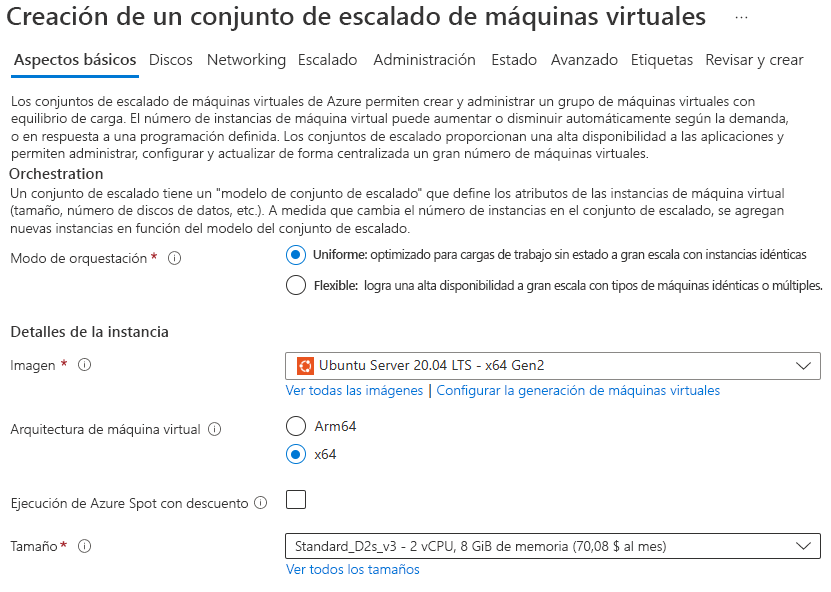 Creación de un conjunto de escalado de máquinas virtuales ...
Aspectos básicos Discos Networking Escalado Administración Estado Avanzado Etiquetas Revisar y crear
Los conjuntos de escalado de máquinas virtuales de Azure permiten crear y administrar un grupo de máquinas virtuales con
equilibrio de carga. El número de instancias de máquina virtual puede aumentar o disminuir automáticamente según la demanda,
o en respuesta a una programación definida. Los conjuntos de escalado proporcionan una alta disponibilidad a las aplicaciones y
permiten administrar, configurar y actualizar de forma centralizada un gran número de máquinas virtuales.
Orchestration
Un conjunto de escalado tiene un "modelo de conjunto de escalado" que define los atributos de las instancias de máquina virtual
(tamaño, número de discos de datos, etc.). A medida que cambia el número de instancias en el conjunto de escalado, se agregan
nuevas instancias en función del modelo del conjunto de escalado.
Modo de orquestación *
Uniforme: optimizado para cargas de trabajo sin estado a gran escala con instancias idénticas
Flexible: logra una alta disponibilidad a gran escala con tipos de máquinas idénticas o múltiples.
Detalles de la instancia
Imagen *
Ubuntu Server 20.04 LTS - x64 Gen2
Ver todas las imágenes | Configurar la generación de máquinas virtuales
Arquitectura de máquina virtual
Arm64
x64
Ejecución de Azure Spot con descuento
Tamaño *
Standard_D2s_v3 - 2 vCPU, 8 GiB de memoria (70,08 $ al mes)
Ver todos los tamaños